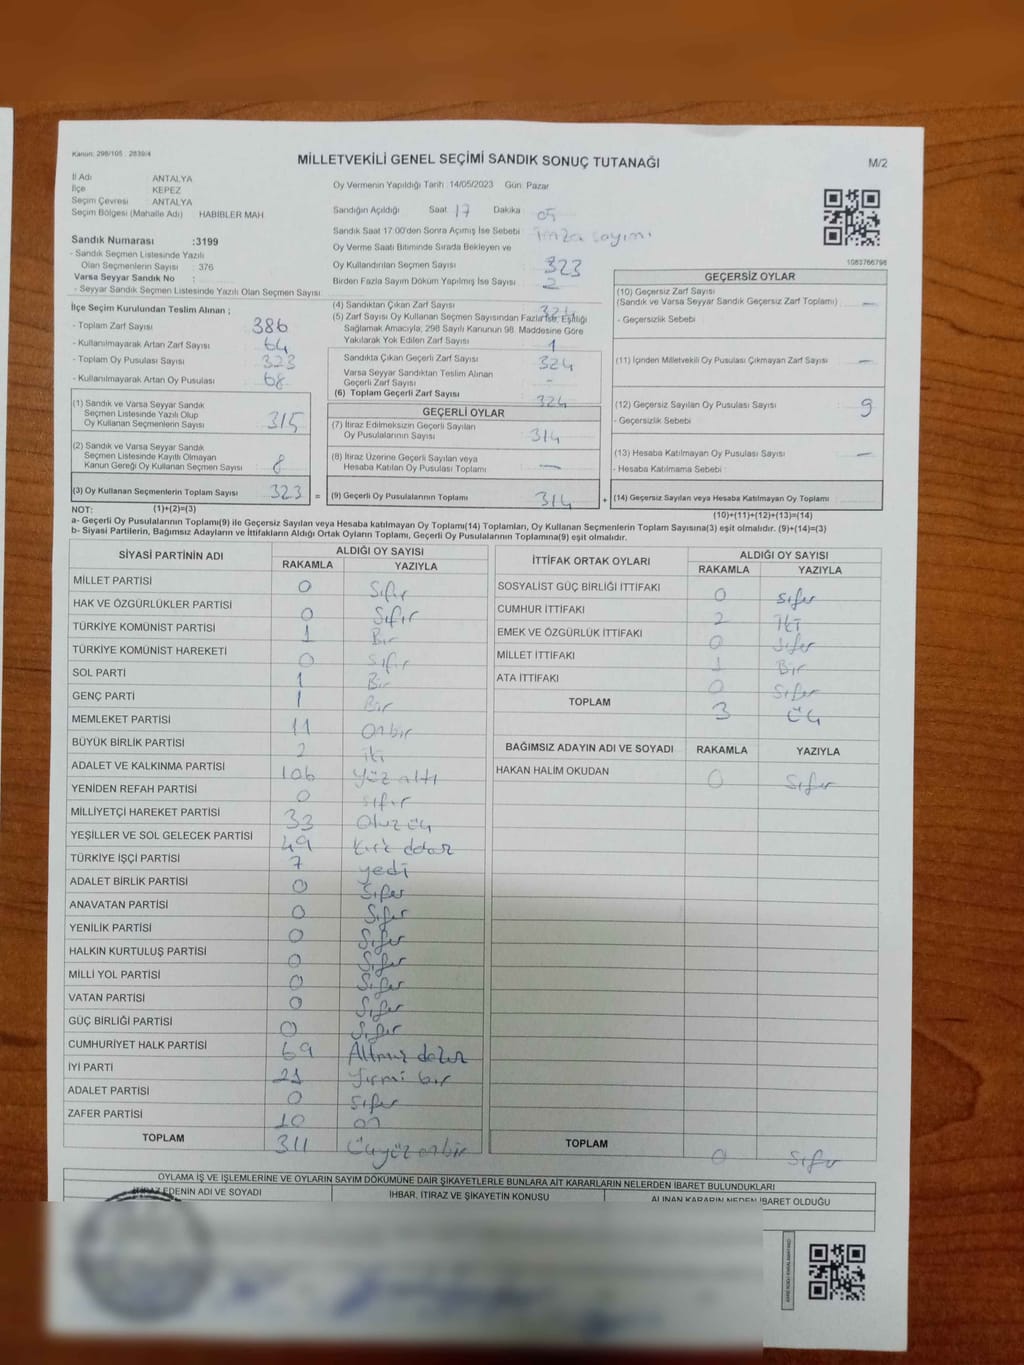 Kanun: 298/105 : 2839/4
MİLLETVEKİLİ GENEL SEÇİMİ SANDIK SONUÇ TUTANAĞI
M/2
İl Adı ANTALYA
İlçe KEPEZ
Seçim Çevresi ANTALYA
Seçim Bölgesi (Mahalle Adı) HABİBLER MAH
Sandık Numarası :3199
- Sandık Seçmen Listesinde Yazılı
Olan Seçmenlerin Sayısı : 376
Varsa Seyyar Sandık No :
- Seyyar Sandık Seçmen Listesinde Yazılı Olan Seçmen Sayısı:
Oy Vermenin Yapıldığı Tarih :14/05/2023 Gün: Pazar
Sandığın Açıldığı Saat 17 Dakika 05
Sandık Saat 17:00'den Sonra Açımış İse Sebebi imza sayımı
Oy Verme Saati Bitiminde Sırada Bekleyen ve
Oy Kullandırılan Seçmen Sayısı 323
Birden Fazla Sayım Döküm Yapılmış İse Sayısı 2
1083766798
İlçe Seçim Kurulundan Teslim Alınan ;
- Toplam Zarf Sayısı 386
- Kullanılmayarak Artan Zarf Sayısı 64
- Toplam Oy Pusulası Sayısı 323
- Kullanılmayarak Artan Oy Pusulası 68
(1) Sandık ve Varsa Seyyar Sandık
Seçmen Listesinde Yazılı Olup
Oy Kullanan Seçmenlerin Sayısı 315
(2) Sandık ve Varsa Seyyar Sandık
Seçmen Listesinde Kayıtlı Olmayan
Kanun Gereği Oy Kullanan Seçmen Sayısı 8
(3) Oy Kullanan Seçmenlerin Toplam Sayısı 323 =
(4) Sandıktan Çıkan Zarf Sayısı
(5) Zarf Sayısı Oy Kullanan Seçmen Sayısından Fazla İse, Eşitliği
Sağlamak Amacıyla, 298 Sayılı Kanunun 98. Maddesine Göre
Yakılarak Yok Edilen Zarf Sayısı 1
Sandıkta Çıkan Geçerli Zarf Sayısı 324
Varsa Seyyar Sandıktan Teslim Alınan
Geçerli Zarf Sayısı -
(6) Toplam Geçerli Zarf Sayısı 324
GEÇERLİ OYLAR
(7) İtiraz Edilmeksizin Geçerli Sayılan
Oy Pusulalarının Sayısı 314
(8) İtiraz Üzerine Geçerli Sayılan veya
Hesaba Katılan Oy Pusulası Toplamı —
(9) Geçerli Oy Pusulalarının Toplamı 314 +
GEÇERSİZ OYLAR
(10) Geçersiz Zarf Sayısı
(Sandık ve Varsa Seyyar Sandık Geçersiz Zarf Toplamı) —
- Geçersizlik Sebebi :
(11) İçinden Milletvekili Oy Pusulası Çıkmayan Zarf Sayısı —
(12) Geçersiz Sayılan Oy Pusulası Sayısı 9
- Geçersizlik Sebebi :
(13) Hesaba Katılmayan Oy Pusulası Sayısı —
- Hesaba Katılmama Sebebi :
(14) Geçersiz Sayılan veya Hesaba Katılmayan Oy Toplamı
NOT: (1)+(2)=(3)
(10)+(11)+(12)+(13)=(14)
a- Geçerli Oy Pusulalarının Toplamı(9) ile Geçersiz Sayılan veya Hesaba katılmayan Oy Toplamı(14) Toplamları, Oy Kullanan Seçmenlerin Toplam Sayısına(3) eşit olmalıdır. (9)+(14)=(3)
b- Siyasi Partilerin, Bağımsız Adayların ve İttifakların Aldığı Ortak Oyların Toplamı, Geçerli Oy Pusulalarının Toplamına(9) eşit olmalıdır.
SİYASİ PARTİNİN ADI ALDIĞI OY SAYISI
RAKAMLA YAZIYLA
MİLLET PARTİSİ 0 Sıfır
HAK VE ÖZGÜRLÜKLER PARTİSİ 0 Sıfır
TÜRKİYE KOMÜNİST PARTİSİ 1 Bir
TÜRKİYE KOMÜNİST HAREKETİ 0 Sıfır
SOL PARTİ 1 Bir
GENÇ PARTİ 1 Bir
MEMLEKET PARTİSİ 11 Onbir
BÜYÜK BİRLİK PARTİSİ 2 iki
ADALET VE KALKINMA PARTİSİ 106 yüz altı
YENİDEN REFAH PARTİSİ 0 sıfır
MİLLİYETÇİ HAREKET PARTİSİ 33 Otuz üç
YEŞİLLER VE SOL GELECEK PARTİSİ 49
TÜRKİYE İŞÇİ PARTİSİ 7 yedi
ADALET BİRLİK PARTİSİ 0 Sıfır
ANAVATAN PARTİSİ 0 Sıfır
YENİLİK PARTİSİ 0 Sıfır
HALKIN KURTULUŞ PARTİSİ 0 Sıfır
MİLLİ YOL PARTİSİ 0 Sıfır
VATAN PARTİSİ 0 Sıfır
GÜÇ BİRLİĞİ PARTİSİ 0 Sıfır
CUMHURİYET HALK PARTİSİ 69 Altmış dokuz
İYİ PARTİ 21 Yirmi bir
ADALET PARTİSİ 0 Sıfır
ZAFER PARTİSİ 10 on
TOPLAM 311 Üçyüz onbir
İTTİFAK ORTAK OYLARI ALDIĞI OY SAYISI
RAKAMLA YAZIYLA
SOSYALİST GÜÇ BİRLİĞİ İTTİFAKI 0 Sıfır
CUMHUR İTTİFAKI 2 İki
EMEK VE ÖZGÜRLÜK İTTİFAKI 0 Sıfır
MİLLET İTTİFAKI 1 Bir
ATA İTTİFAKI 0 Sıfır
TOPLAM 3 Üç
BAĞIMSIZ ADAYIN ADI VE SOYADI RAKAMLA YAZIYLA
HAKAN HALİM OKUDAN 0 Sıfır
TOPLAM 0 Sıfır
OYLAMA İŞ VE İŞLEMLERİNE VE OYLARIN SAYIM DÖKÜMÜNE DAİR ŞİKAYETLERLE BUNLARA AİT KARARLARIN NELERDEN İBARET BULUNDUKLARI
İTİRAZ EDENİN ADI VE SOYADI İHBAR, İTİRAZ VE ŞİKAYETİN KONUSU ALINAN KARARIN NEDEN İBARET OLDUĞU